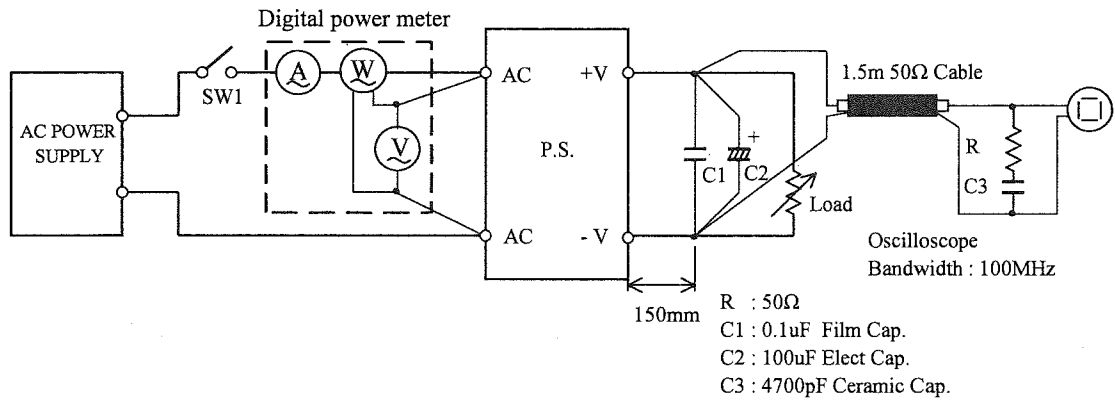 Digital power meter
SW1
A
W
V
AC POWER
SUPPLY
AC
+V
P.S.
AC
- V
C1
+
C2
Load
150mm
1.5m 50Ω Cable
R
C3
Oscilloscope
Bandwidth : 100MHz
R : 50Ω
C1 : 0.1uF Film Cap.
C2 : 100uF Elect Cap.
C3 : 4700pF Ceramic Cap.